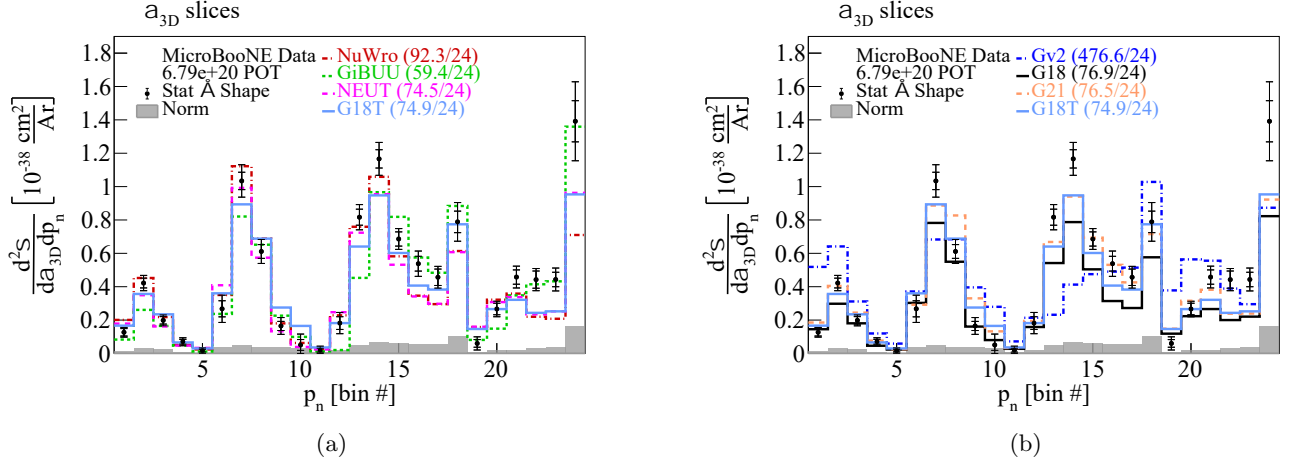 a3D slices
MicroBooNE Data
6.79e+20 POT
Stat Å Shape
Norm
NuWro (92.3/24)
GiBUU (59.4/24)
NEUT (74.5/24)
G18T (74.9/24)
d²s/da3Ddpn [10⁻³⁸ cm²/Ar]
1.8
1.6
1.4
1.2
1
0.8
0.6
0.4
0.2
0
5 10 15 20
pn [bin #]
(a)
a3D slices
MicroBooNE Data
6.79e+20 POT
Stat Å Shape
Norm
Gv2 (476.6/24)
G18 (76.9/24)
G21 (76.5/24)
G18T (74.9/24)
d²s/da3Ddpn [10⁻³⁸ cm²/Ar]
1.8
1.6
1.4
1.2
1
0.8
0.6
0.4
0.2
0
5 10 15 20
pn [bin #]
(b)